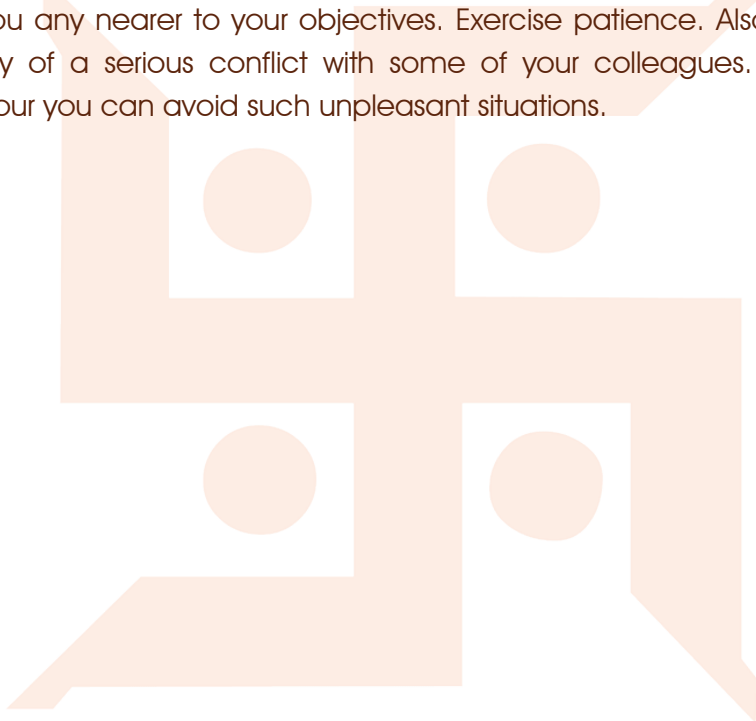 any nearer to your objectives. Exercise patience.
of a serious conflict with some of your colleagues.
you can avoid such unpleasant situations.